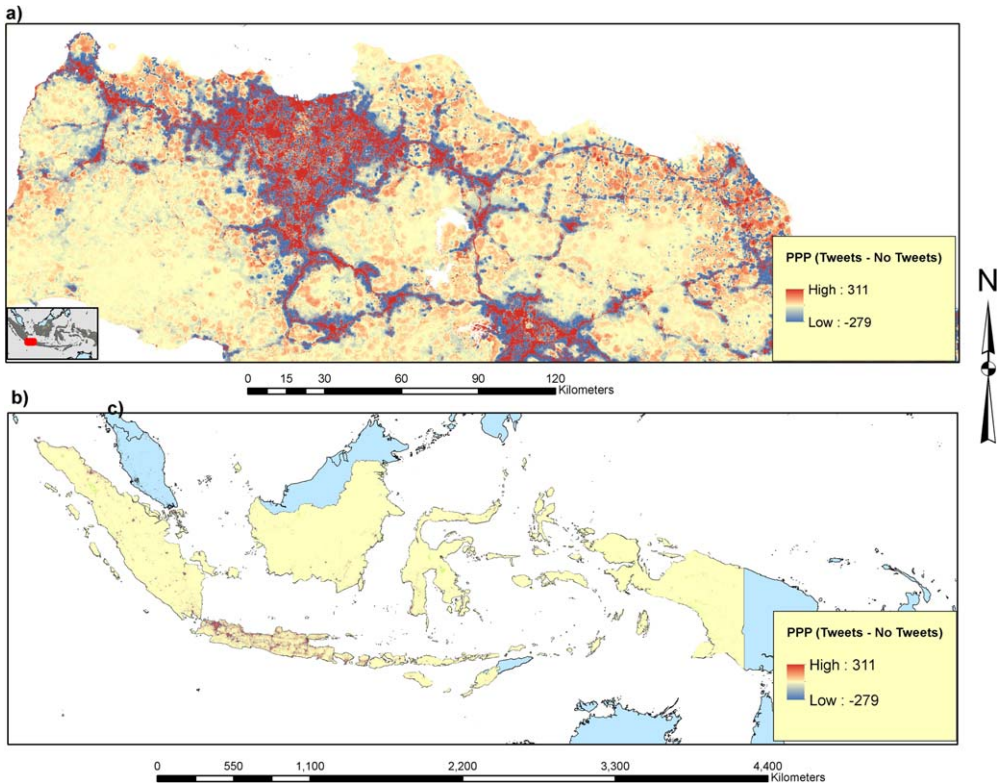 a)
PPP (Tweets - No Tweets)
High : 311
Low : -279
N
0 15 30 60 90 120
Kilometers
b)
c)
PPP (Tweets - No Tweets)
High : 311
Low : -279
0 550 1,100 2,200 3,300 4,400
Kilometers